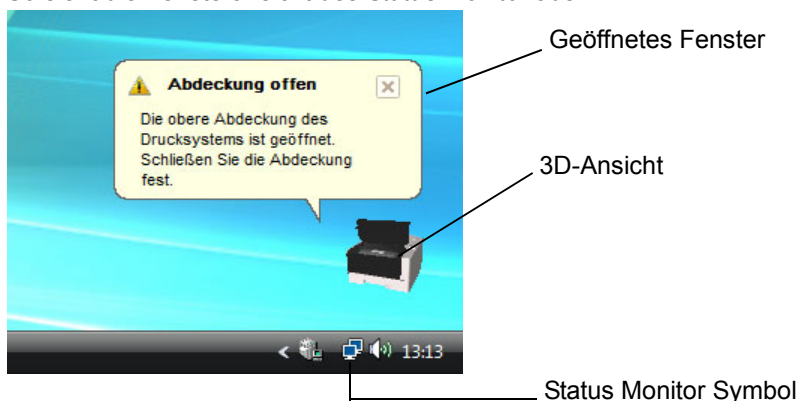 Geöffnetes Fenster
Abdeckung offen
Die obere Abdeckung des
Drucksystems ist geöffnet.
Schließen Sie die Abdeckung
fest.
3D-Ansicht
13:13
Status Monitor Symbol